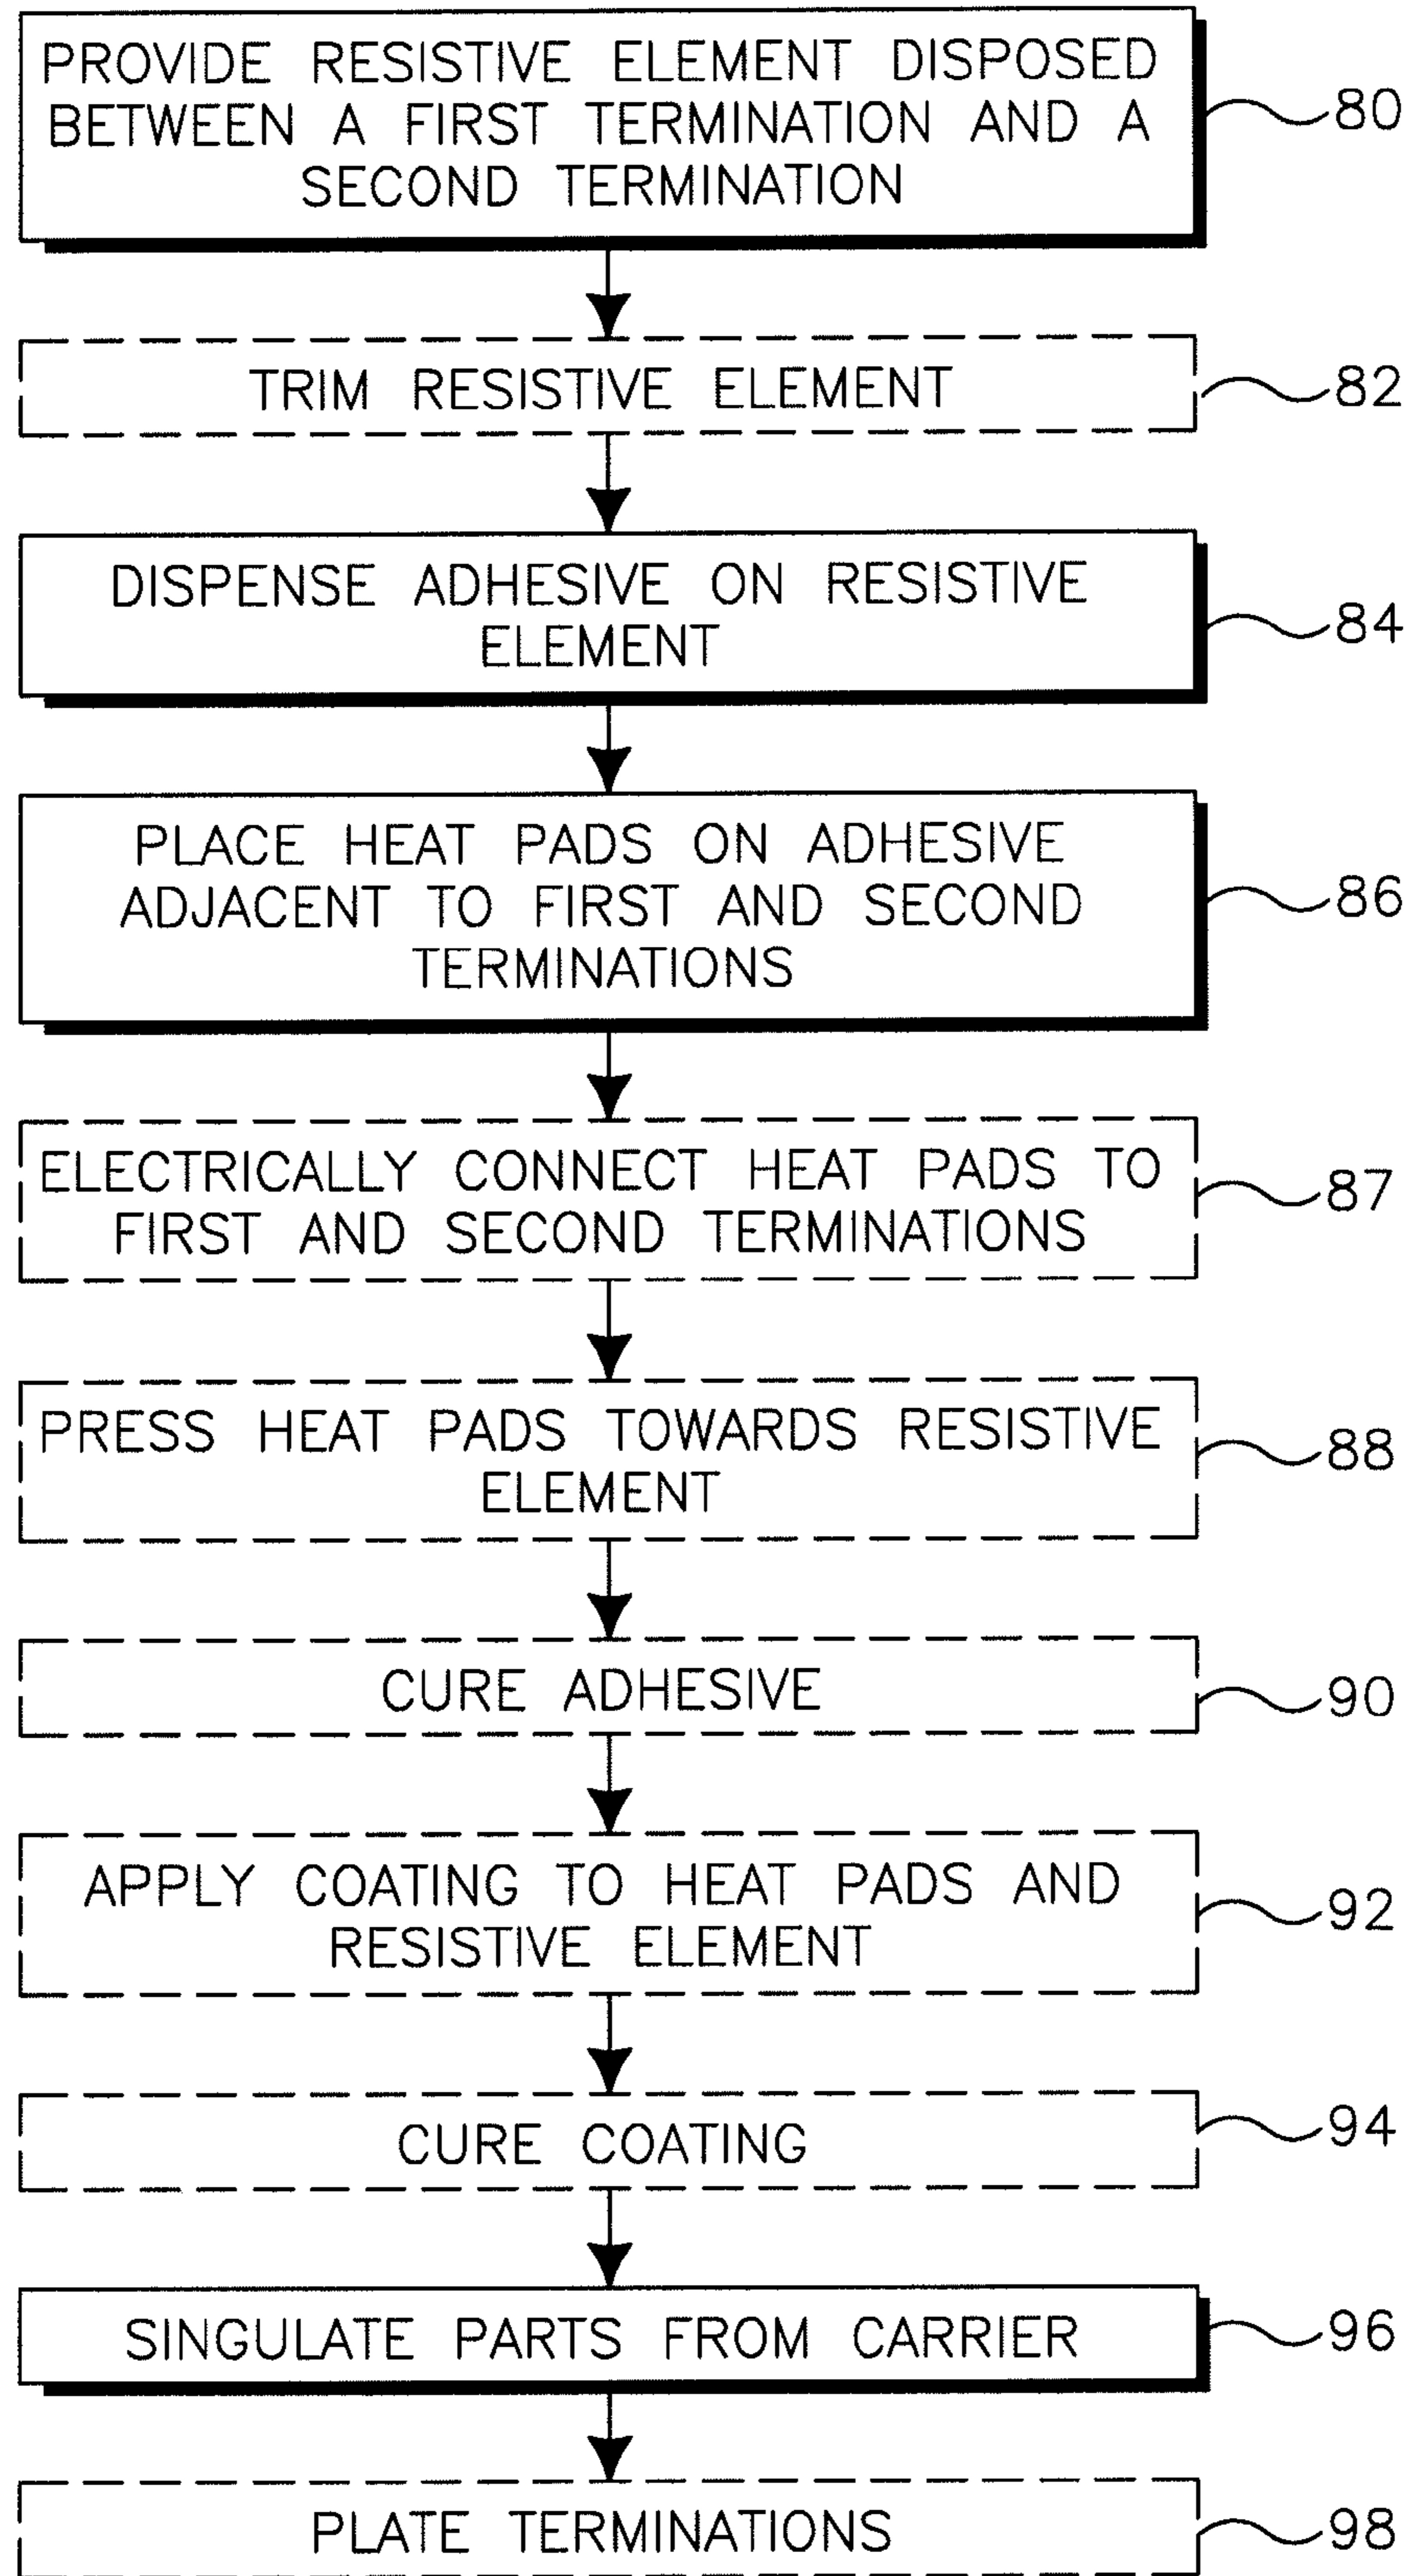 PROVIDE RESISTIVE ELEMENT DISPOSED
BETWEEN A FIRST TERMINATION AND A
SECOND TERMINATION
80
TRIM RESISTIVE ELEMENT
82
DISPENSE ADHESIVE ON RESISTIVE
ELEMENT
84
PLACE HEAT PADS ON ADHESIVE
ADJACENT TO FIRST AND SECOND
TERMINATIONS
86
ELECTRICALLY CONNECT HEAT PADS TO
FIRST AND SECOND TERMINATIONS
87
PRESS HEAT PADS TOWARDS RESISTIVE
ELEMENT
88
CURE ADHESIVE
90
APPLY COATING TO HEAT PADS AND
RESISTIVE ELEMENT
92
CURE COATING
94
SINGULATE PARTS FROM CARRIER
96
PLATE TERMINATIONS
98